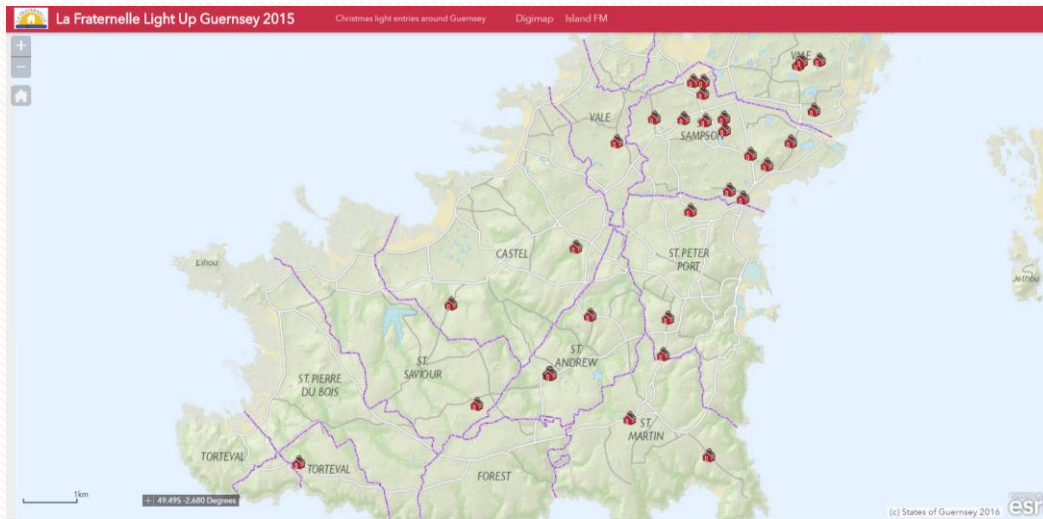 La Fraternelle Light Up Guernsey 2015
Christmas light entries around Guernsey
Digimap
Island FM
+
−
VALE
VALE
SAMPSON
CASTEL
ST. PETER
PORT
Lihou
Jethou
ST.
SAVIOUR
ST.
ANDREW
ST. PIERRE
DU BOIS
ST.
MARTIN
TORTEVAL
TORTEVAL
FOREST
1km
+ 49.495 -2.680 Degrees
(c) States of Guernsey 2016
esri